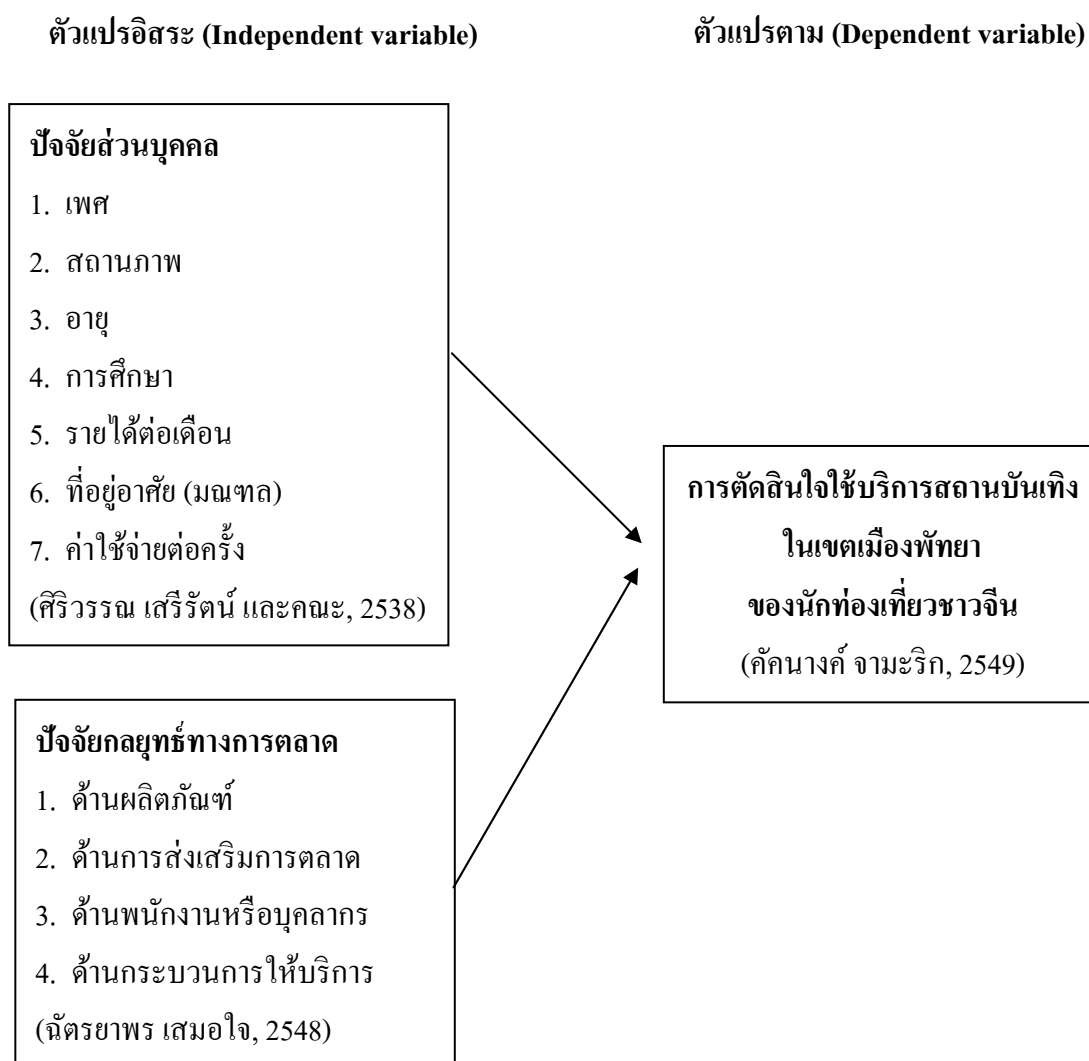 ตัวแปรอิสระ (Independent variable)
ตัวแปรตาม (Dependent variable)
ปัจจัยส่วนบุคคล
1. เพศ
2. สถานภาพ
3. อายุ
4. การศึกษา
5. รายได้ต่อเดือน
6. ที่อยู่อาศัย (มณฑล)
7. ค่าใช้จ่ายต่อครั้ง
(ศิริวรรณ เสรีรัตน์ และคณะ, 2538)
การตัดสินใจใช้บริการสถานบันเทิง
ในเขตเมืองพัทยา
ของนักท่องเที่ยวชาวจีน
(คัคนางค์ จามะริก, 2549)
ปัจจัยกลยุทธ์ทางการตลาด
1. ด้านผลิตภัณฑ์
2. ด้านการส่งเสริมการตลาด
3. ด้านพนักงานหรือบุคลากร
4. ด้านกระบวนการให้บริการ
(ฉัตรยาพร เสมอใจ, 2548)